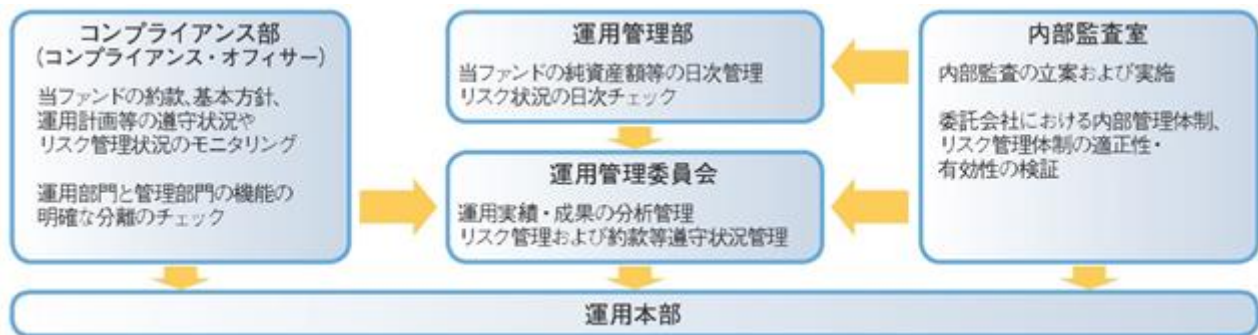 コンプライアンス部
(コンプライアンス・オフィサー)
当ファンドの約款、基本方針、
運用計画等の遵守状況や
リスク管理状況のモニタリング
運用部門と管理部門の機能の
明確な分離のチェック
運用管理部
当ファンドの純資産額等の日次管理
リスク状況の日次チェック
運用管理委員会
運用実績・成果の分析管理
リスク管理および約款等遵守状況管理
内部監査室
内部監査の立案および実施
委託会社における内部管理体制、
リスク管理体制の適正性・
有効性の検証
運用本部